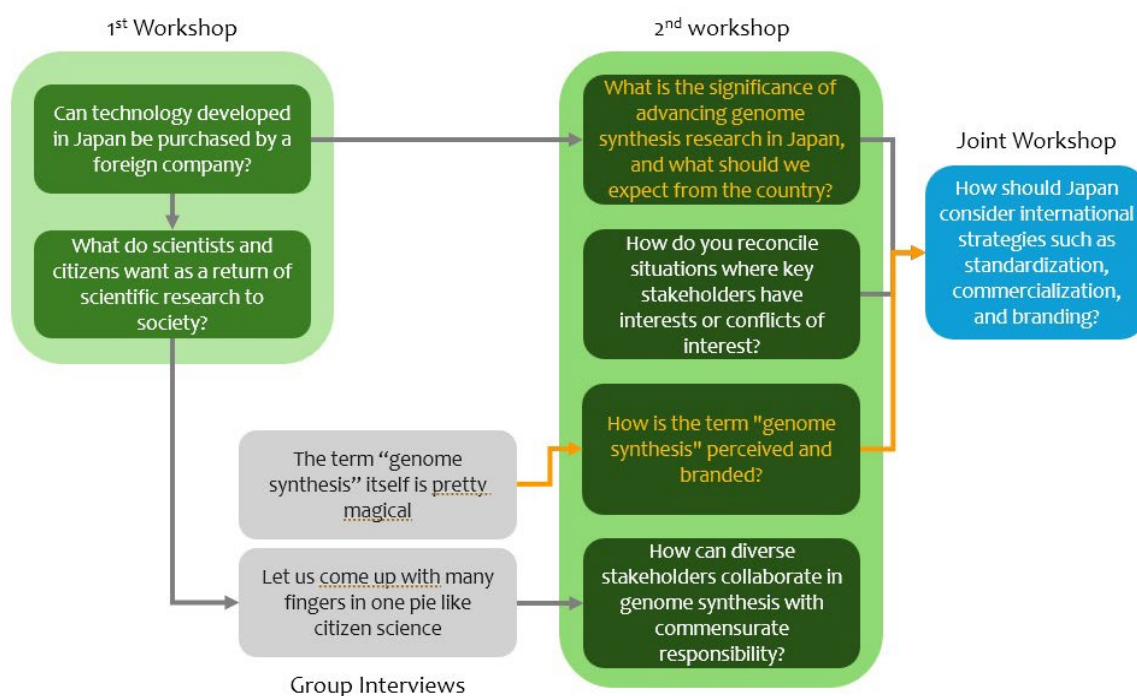 1st Workshop
Can technology developed
in Japan be purchased by a
foreign company?
What do scientists and
citizens want as a return of
scientific research to
society?
The term “genome
synthesis” itself is pretty
magical
Let us come up with many
fingers in one pie like
citizen science
Group Interviews
2nd workshop
What is the significance of
advancing genome
synthesis research in Japan,
and what should we
expect from the country?
How do you reconcile
situations where key
stakeholders have
interests or conflicts of
interest?
How is the term "genome
synthesis" perceived and
branded?
How can diverse
stakeholders collaborate in
genome synthesis with
commensurate
responsibility?
Joint Workshop
How should Japan
consider international
strategies such as
standardization,
commercialization,
and branding?